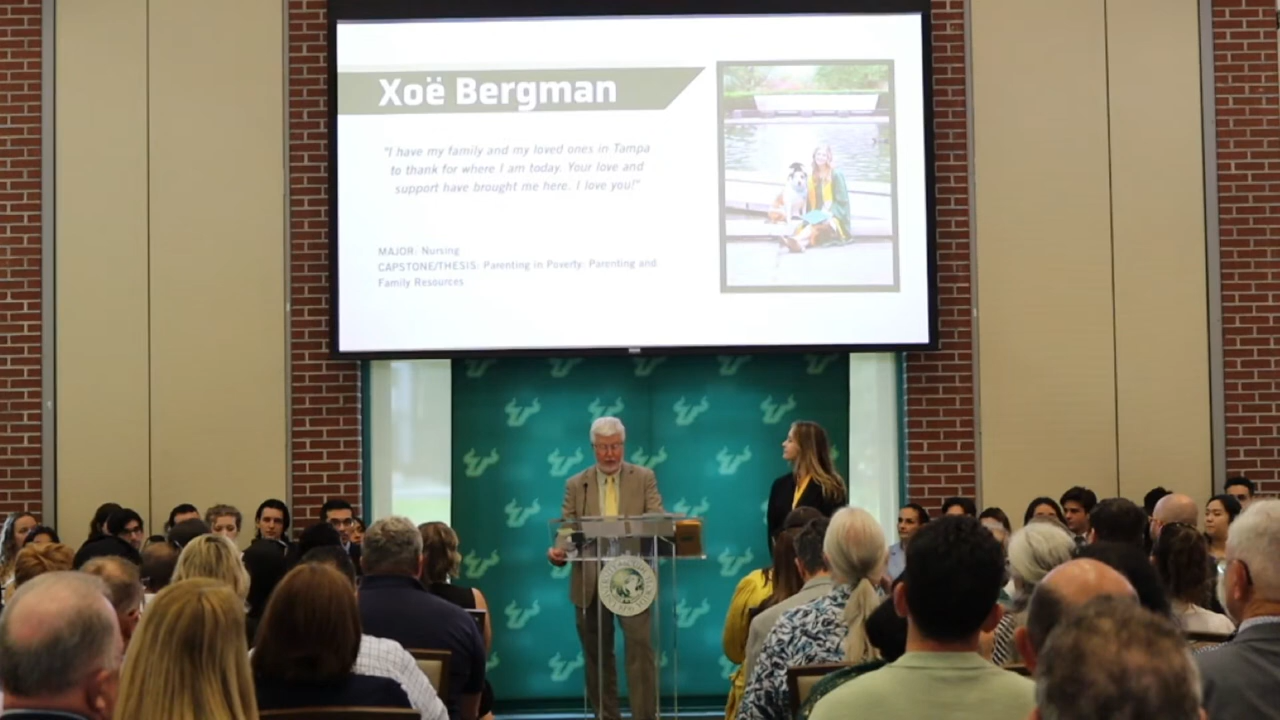 Xoë Bergman
"I have my family and my loved ones in Tampa
to thank for where I am today. Your love and
support have brought me here. I love you!"
MAJOR: Nursing
CAPSTONE/THESIS: Parenting in Poverty: Parenting and
Family Resources